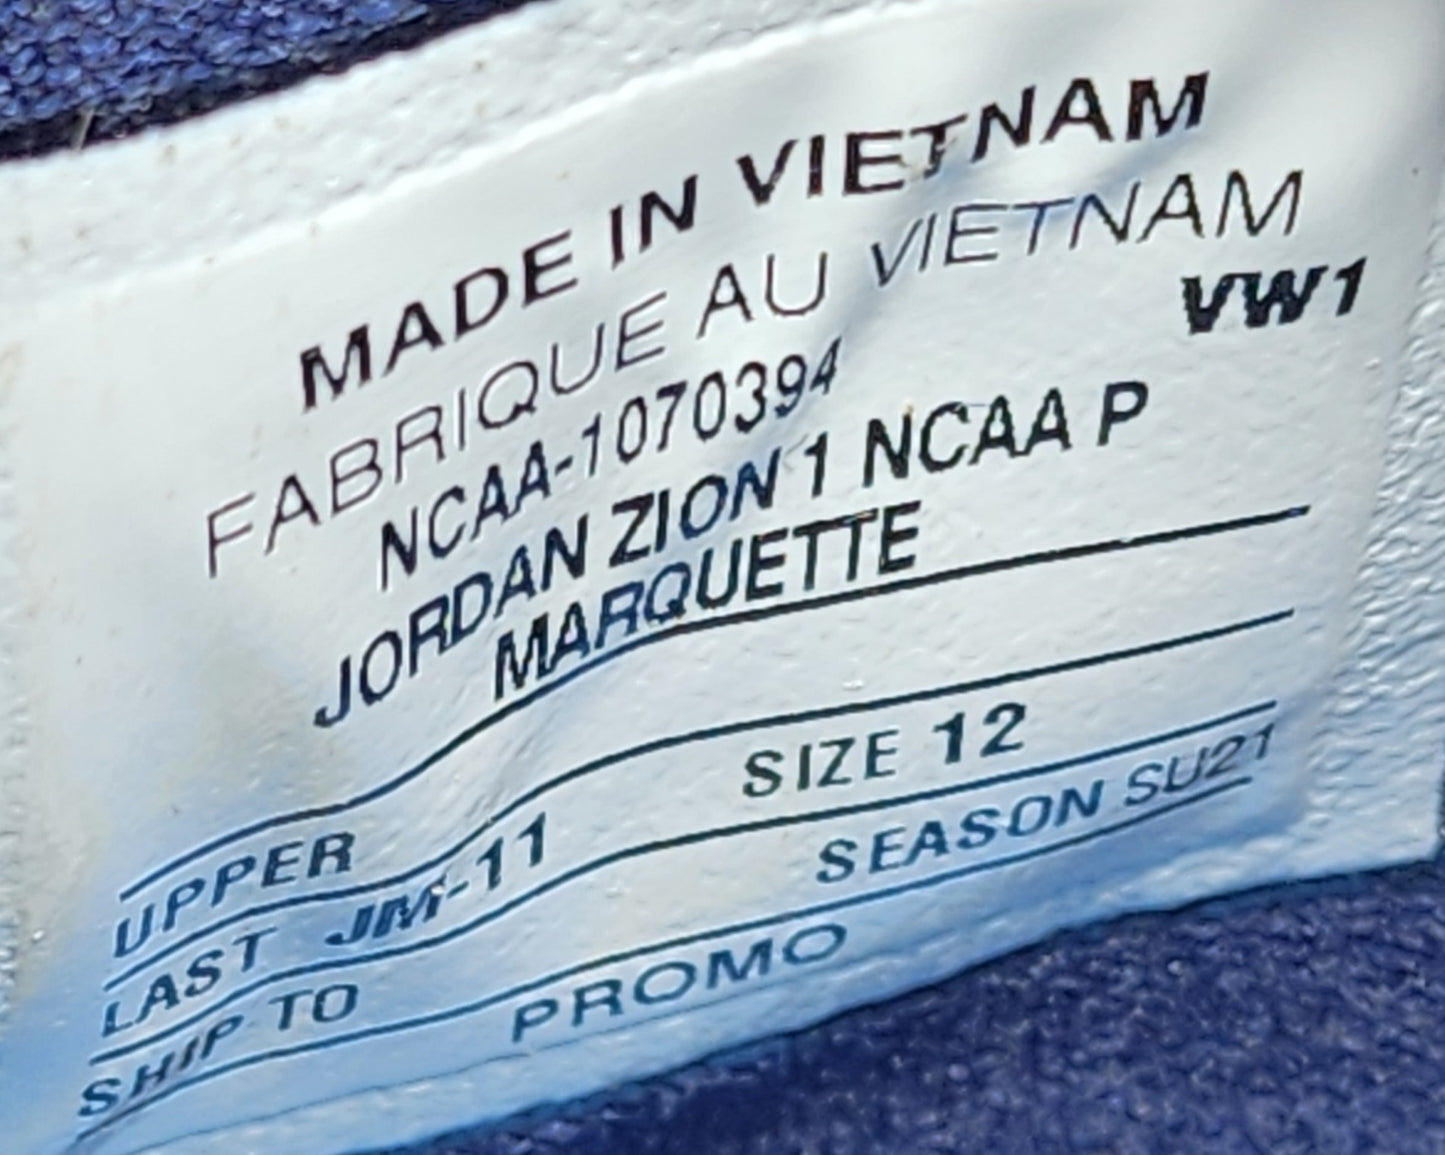 MADE IN VIETNAM
FABRIQUE AU VIETNAM
VW1
NCAA-1070394
JORDAN ZION 1 NCAA P
MARQUETTE
UPPER
LAST JM-11 SIZE 12
SHIP TO SEASON SU21
PROMO